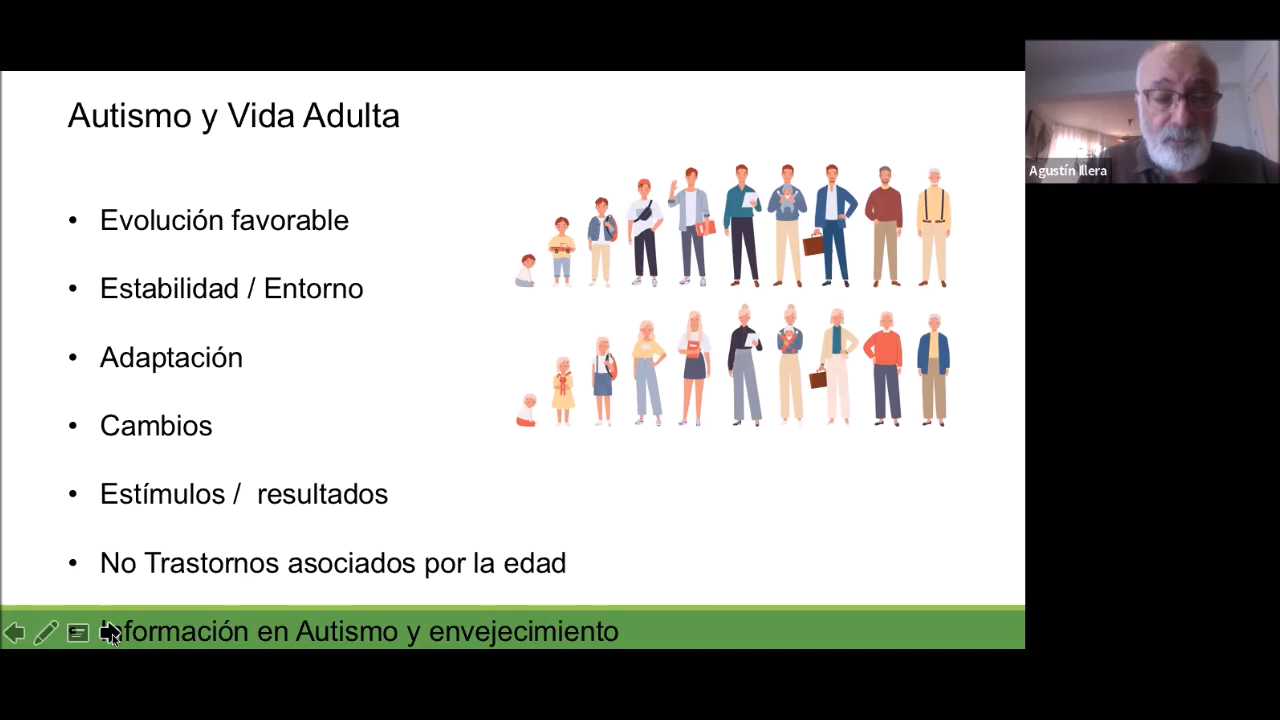 Autismo y Vida Adulta
• Evolución favorable
• Estabilidad / Entorno
• Adaptación
• Cambios
• Estímulos /  resultados
• No Trastornos asociados por la edad
• Información en Autismo y envejecimiento
Agustín Illera